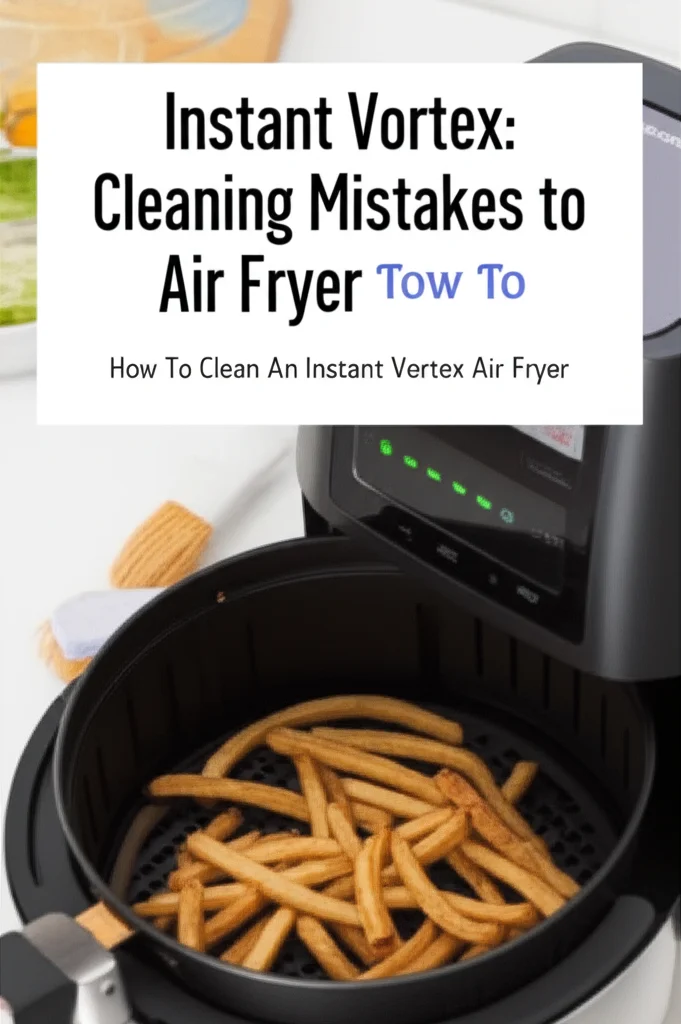 Instant Vortex:
Cleaning Mistakes to
Air Fryer Tow To
How To Clean An Instant Vertex Air Fryer